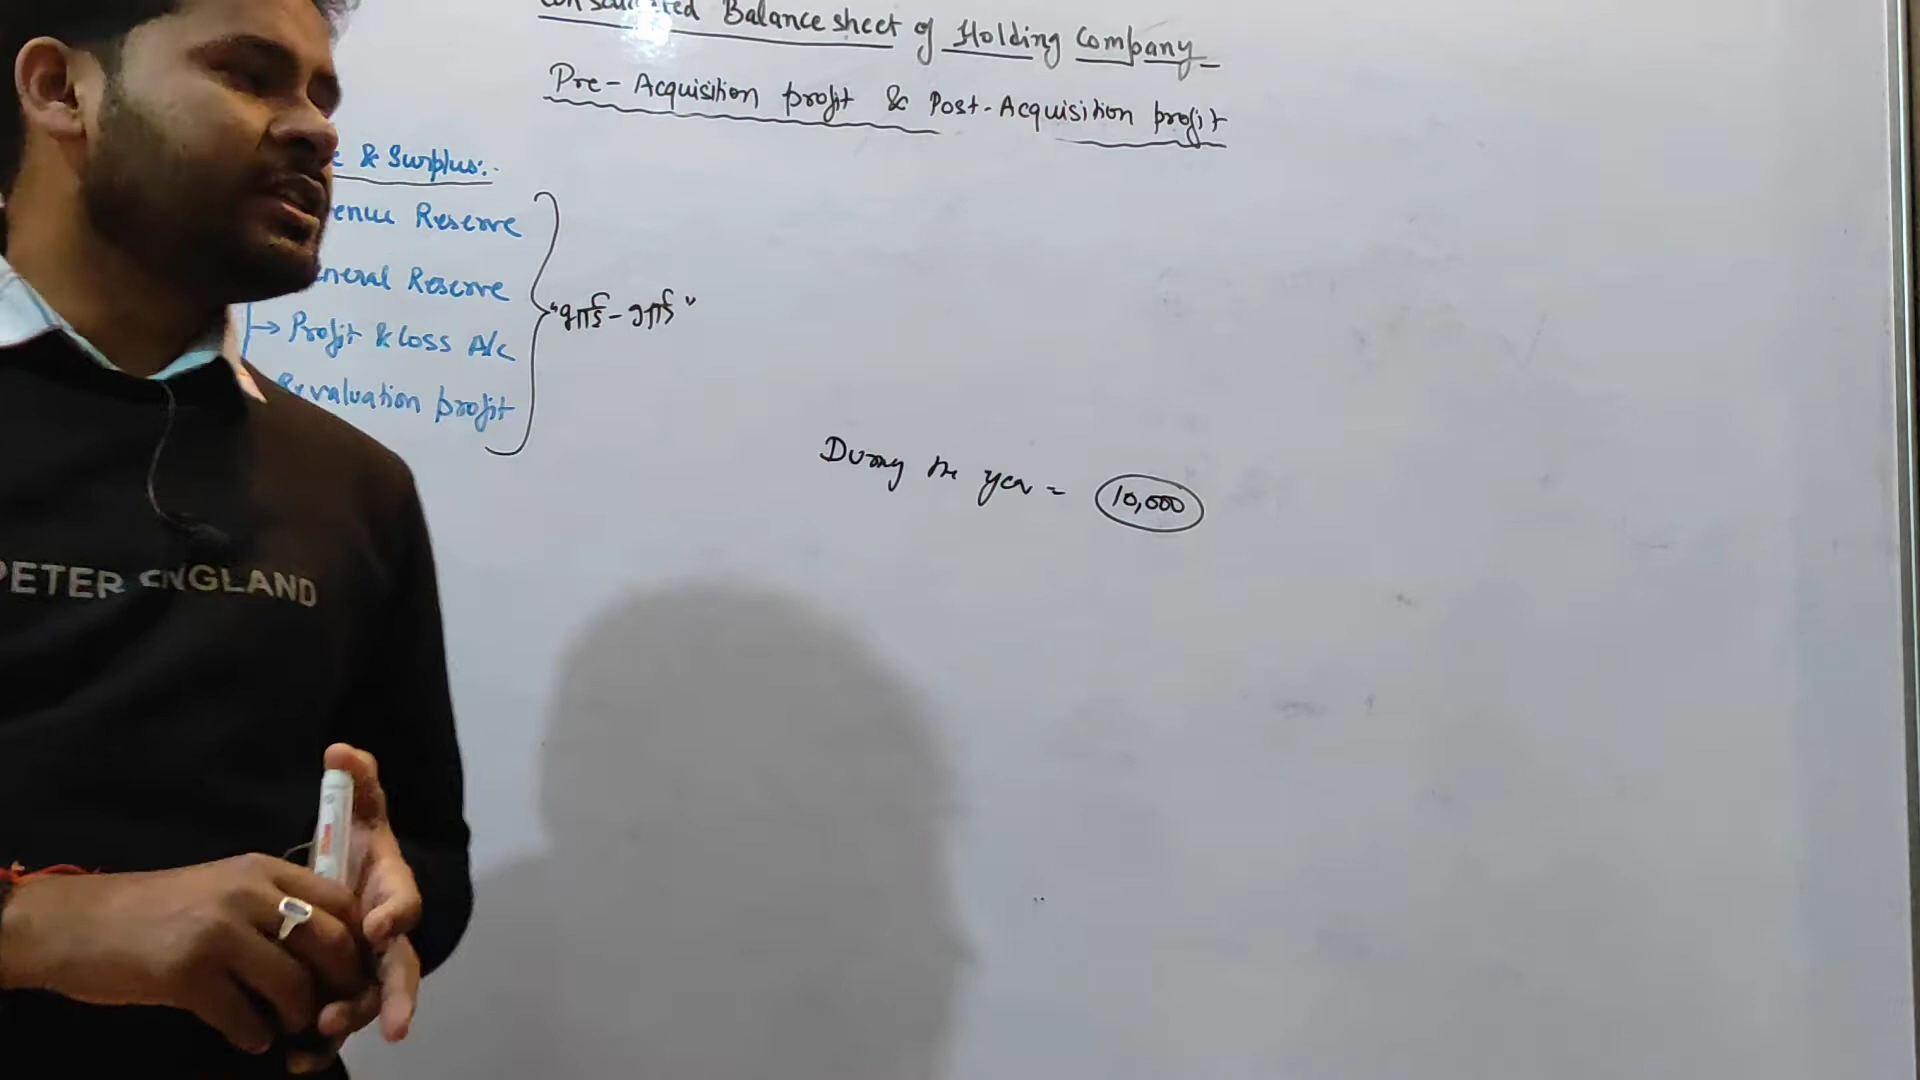 Balance sheet of Holding Company
Pre-Acquisition profit & Post-Acquisition profit
& Surplus:-
Reserve
Reserve
→ Profit & Loss A/c
profit
During the year = 10,000
PETER ENGLAND